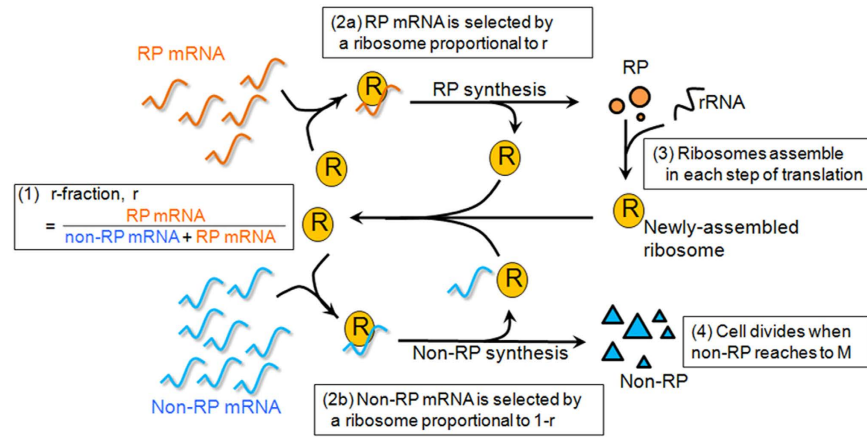 (2a) RP mRNA is selected by
a ribosome proportional to r
RP mRNA
R
RP synthesis
RP
rRNA
R
R
(3) Ribosomes assemble
in each step of translation
(1) r-fraction, r
= RP mRNA
non-RP mRNA + RP mRNA
R
R
Newly-assembled
ribosome
R
R
Non-RP synthesis
(4) Cell divides when
non-RP reaches to M
Non-RP
Non-RP mRNA
(2b) Non-RP mRNA is selected by
a ribosome proportional to 1-r